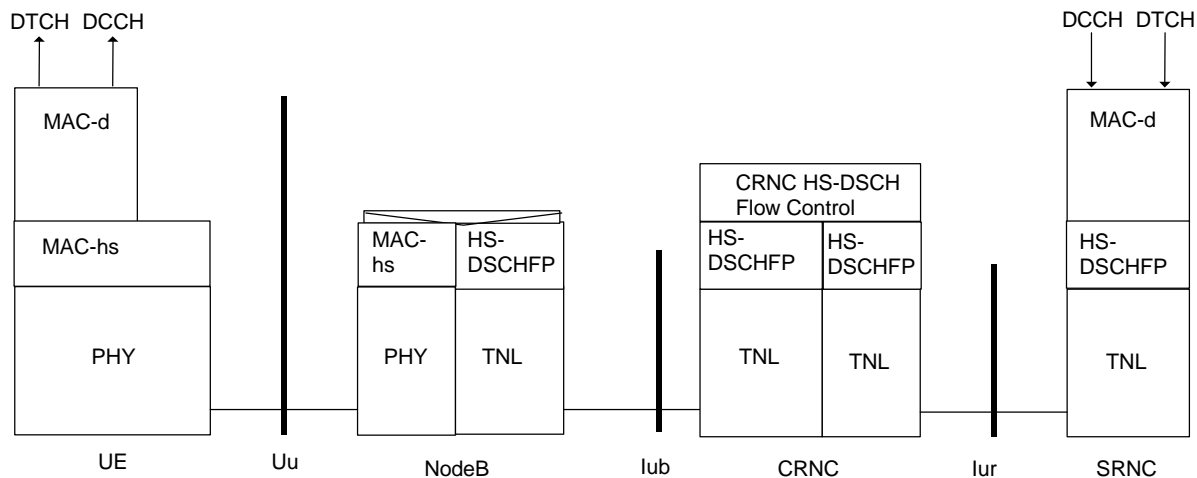 DTCH DCCH
DCCH DTCH
MAC-d
MAC-d
CRNC HS-DSCH
Flow Control
MAC-hs
MAC-
hs
HS-
DSCHFP
HS-
DSCHFP
HS-
DSCHFP
HS-
DSCHFP
PHY
PHY
TNL
TNL
TNL
TNL
UE
Uu
NodeB
Iub
CRNC
Iur
SRNC